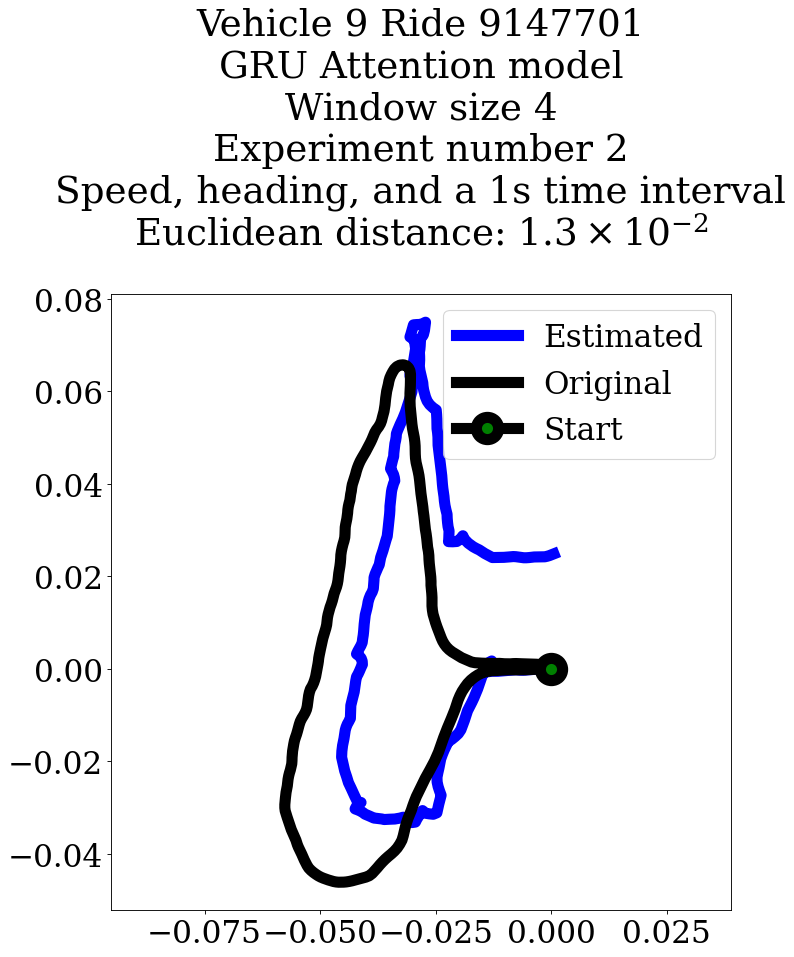 Vehicle 9 Ride 9147701
GRU Attention model
Window size 4
Experiment number 2
Speed, heading, and a 1s time interval
Euclidean distance: 1.3 × 10⁻²
Estimated
Original
Start
0.08
0.06
0.04
0.02
0.00
−0.02
−0.04
−0.075 −0.050 −0.025 0.000 0.025